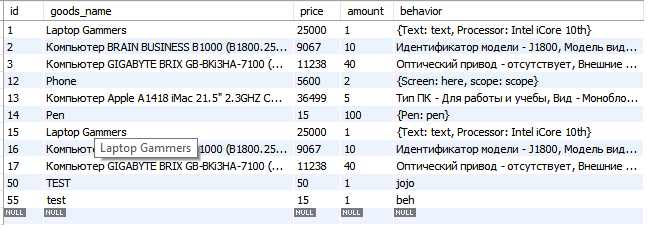 id goods_name price amount behavior
1 Laptop Gammers 25000 1 {Text: text, Processor: Intel iCore 10th}
2 Компьютер BRAIN BUSINESS B1000 (B1800.25... 9067 10 Идентификатор модели - J1800, Модель вид...
3 Компьютер GIGABYTE BRIX GB-BKi3HA-7100 (... 11238 40 Оптический привод - отсутствует, Внешние ...
12 Phone 5600 2 {Screen: here, scope: scope}
13 Компьютер Apple A1418 iMac 21.5" 2.3GHZ C... 36499 5 Тип ПК - Для работы и учебы, Вид - Монобло...
14 Pen 15 100 {Pen: pen}
15 Laptop Gammers 25000 1 {Text: text, Processor: Intel iCore 10th}
Laptop Gammers
16 B1000 (B1800.25... 9067 10 Идентификатор модели - J1800, Модель вид...
17 Компьютер GIGABYTE BRIX GB-BKi3HA-7100 (... 11238 40 Оптический привод - отсутствует, Внешние ...
50 TEST 50 1 jojo
55 test 15 1 beh
NULL NULL NULL NULL NULL